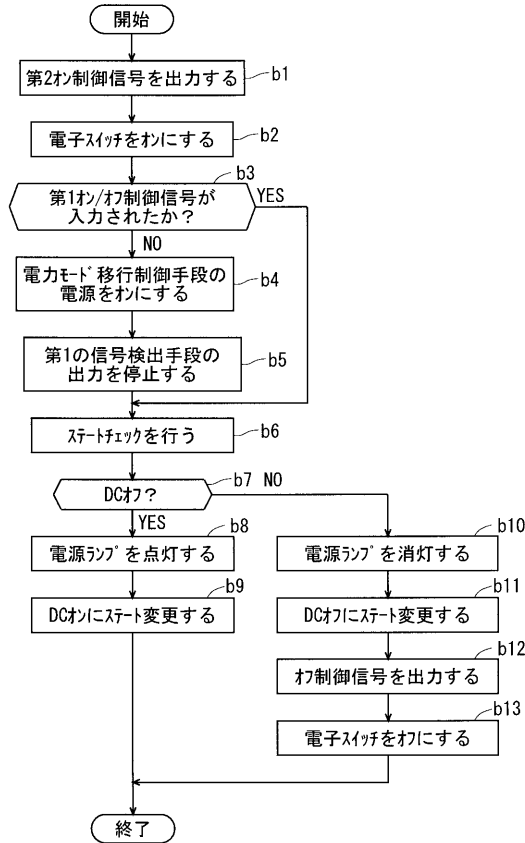 開始
第2オン制御信号を出力する
b1
電子スイッチをオンにする
b2
b3
第1オン/オフ制御信号が
入力されたか?
YES
NO
電力モード移行制御手段の
電源をオンにする
b4
第1の信号検出手段の
出力を停止する
b5
ステートチェックを行う
b6
DCオフ?
b7
NO
YES
電源ランプを点灯する
b8
DCオンにステート変更する
b9
電源ランプを消灯する
b10
DCオフにステート変更する
b11
オフ制御信号を出力する
b12
電子スイッチをオフにする
b13
終了